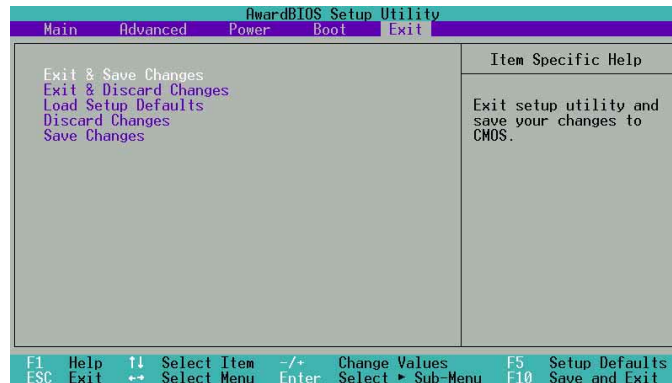 AwardBIOS Setup Utility
Main Advanced Power Boot Exit
Item Specific Help
Exit & Save Changes
Exit & Discard Changes
Load Setup Defaults
Discard Changes
Save Changes
Exit setup utility and
save your changes to
CMOS.
F1 Help ↑↓ Select Item -/+ Change Values F5 Setup Defaults
ESC Exit ←→ Select Menu Enter Select ► Sub-Menu F10 Save and Exit